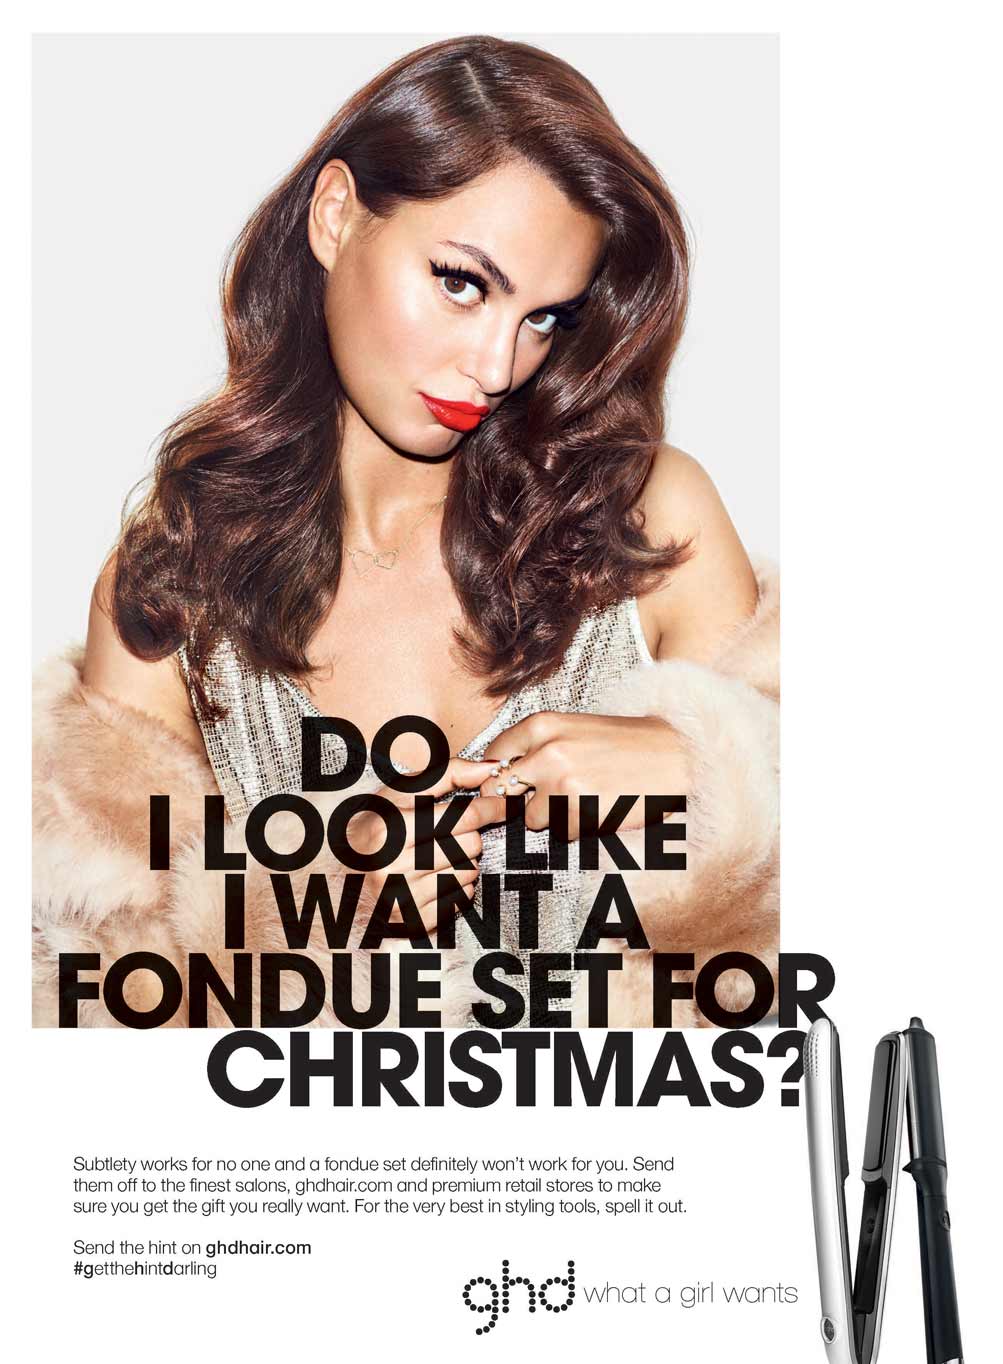 DO
I LOOK LIKE
I WANT A
FONDUE SET FOR
CHRISTMAS?
Subtlety works for no one and a fondue set definitely won't work for you. Send
them off to the finest salons, ghdhair.com and premium retail stores to make
sure you get the gift you really want. For the very best in styling tools, spell it out.
Send the hint on ghdhair.com
#getthehintdarling
ghd what a girl wants